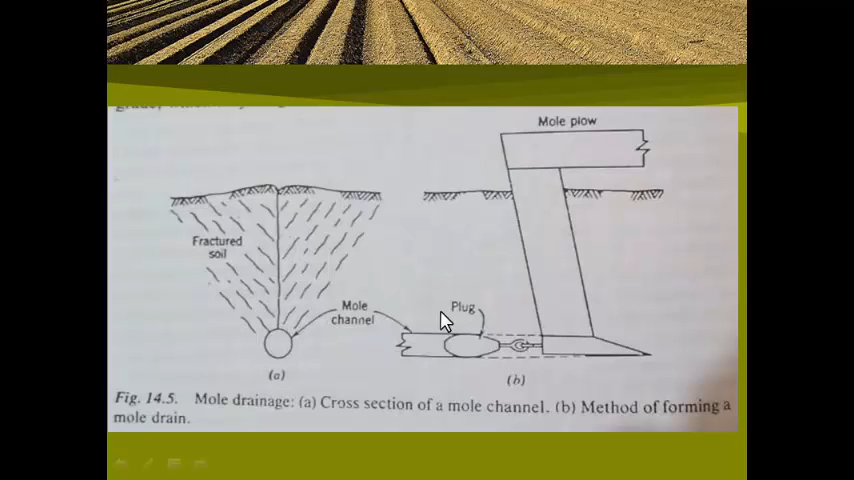 Mole plow
Fractured
soil
Mole
channel
Plug
(a)
(b)
Fig. 14.5. Mole drainage: (a) Cross section of a mole channel. (b) Method of forming a
mole drain.